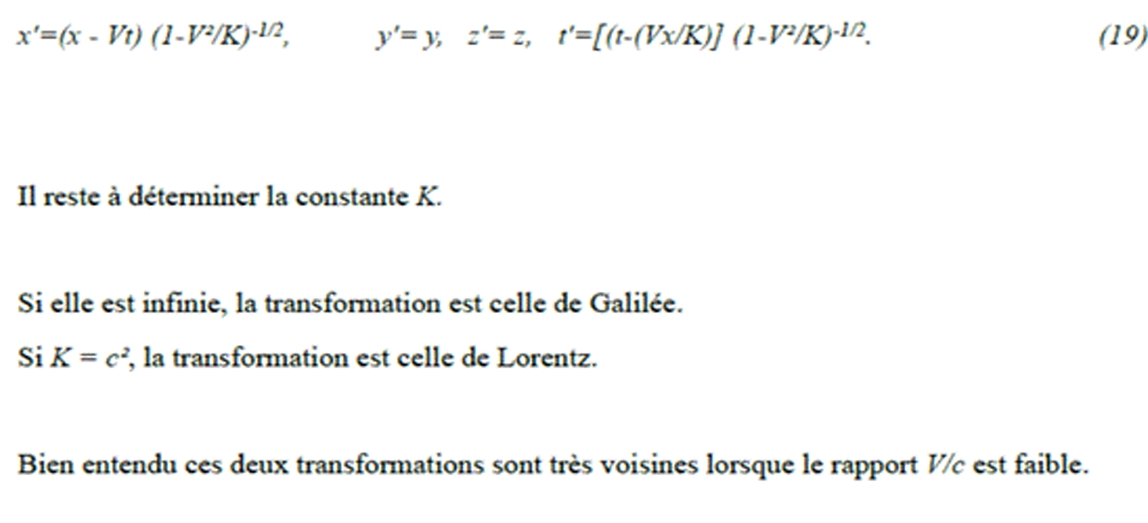 x'=(x - Vt) (1-V²/K)-1/2, y'= y, z'= z, t'=[(t-(Vx/K)] (1-V²/K)-1/2. (19)
Il reste à déterminer la constante K.
Si elle est infinie, la transformation est celle de Galilée.
Si K = c², la transformation est celle de Lorentz.
Bien entendu ces deux transformations sont très voisines lorsque le rapport V/c est faible.